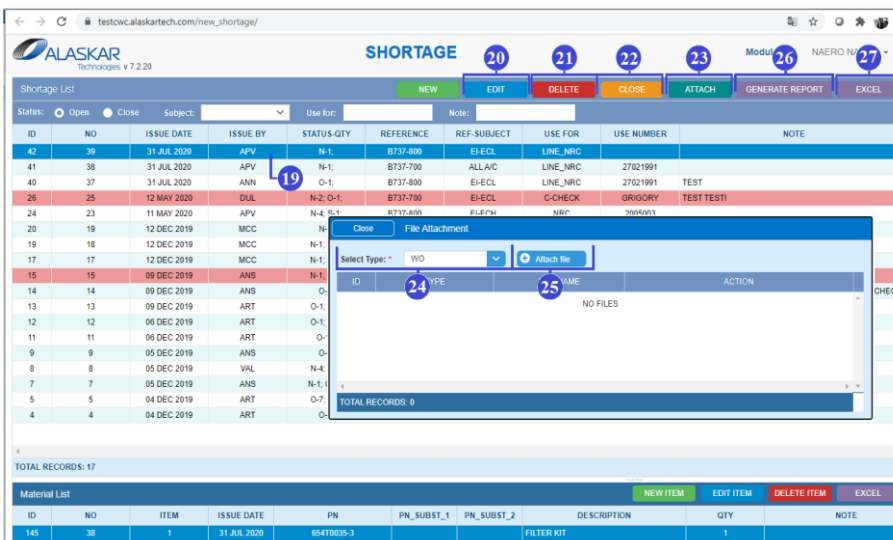 testcwc.alaskartech.com/new_shortage/
ALASKAR
Technologies v 7.2.20
SHORTAGE
20 21 22 23 26 27
Shortage List NEW EDIT DELETE CLOSE ATTACH GENERATE REPORT EXCEL
Status: Open Close Subject: Use for: Note:
ID NO ISSUE DATE ISSUE BY STATUS-QTY REFERENCE REF-SUBJECT USE FOR USE NUMBER NOTE
42 39 31 JUL 2020 APV N-1; B737-800 EI-ECL LINE_NRC
19
41 38 31 JUL 2020 APV N-1; B737-700 ALL A/C LINE_NRC 27021991
40 37 31 JUL 2020 ANN O-1; B737-800 EI-ECL LINE_NRC 27021991 TEST
26 25 12 MAY 2020 DUL N-2; O-1; B737-700 EI-ECL C-CHECK GRIGORY TEST TEST!
24 23 11 MAY 2020 APV N-4; S-1; B737-800 EI-ECH NRC 2005003
20 19 12 DEC 2019 MCC
19 18 12 DEC 2019 MCC N-1;
17 17 12 DEC 2019 MCC N-1;
15 15 09 DEC 2019 ANS N-1;
14 14 09 DEC 2019 ANS
13 13 09 DEC 2019 ART O-1;
12 12 06 DEC 2019 ART O-1;
11 11 06 DEC 2019 ART
9 9 05 DEC 2019 ANS
8 8 05 DEC 2019 VAL N-4;
7 7 05 DEC 2019 ANS N-1;
5 5 04 DEC 2019 ART O-7;
4 4 04 DEC 2019 ART
Close File Attachment
Select Type: * WO Attach file
24 25
ID ACTION
NO FILES
TOTAL RECORDS: 0
TOTAL RECORDS: 17
Material List NEW ITEM EDIT ITEM DELETE ITEM EXCEL
ID NO ITEM ISSUE DATE PN PN_SUBST_1 PN_SUBST_2 DESCRIPTION QTY NOTE
145 38 1 31 JUL 2020 654T0035-3 FILTER KIT 1